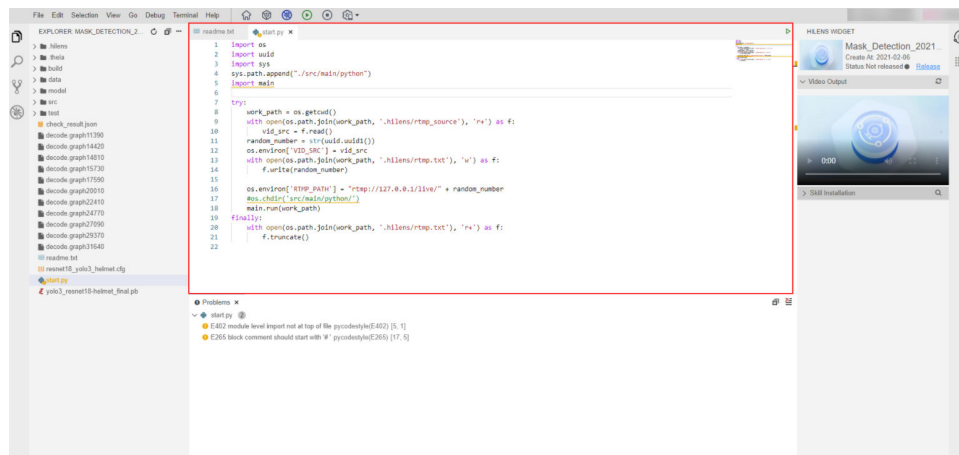 File Edit Selection View Go Debug Terminal Help
EXPLORER: MASK_DETECTION_2...
.hilens
.theia
build
data
model
src
test
check_result.json
decode.graph11390
decode.graph14420
decode.graph14810
decode.graph15730
decode.graph17590
decode.graph20010
decode.graph22410
decode.graph24770
decode.graph27090
decode.graph29370
decode.graph31640
readme.txt
resnet18_yolo3_helmet.cfg
start.py
yolo3_resnet18-helmet_final.pb
readme.txt start.py ×
1 import os
2 import uuid
3 import sys
4 sys.path.append("./src/main/python")
5 import main
6
7 try:
8 work_path = os.getcwd()
9 with open(os.path.join(work_path, '.hilens/rtmp_source'), 'r+') as f:
10 vid_src = f.read()
11 random_number = str(uuid.uuid1())
12 os.environ['VID_SRC'] = vid_src
13 with open(os.path.join(work_path, '.hilens/rtmp.txt'), 'w') as f:
14 f.write(random_number)
15
16 os.environ['RTMP_PATH'] = "rtmp://127.0.0.1/live/" + random_number
17 #os.chdir('src/main/python/')
18 main.run(work_path)
19 finally:
20 with open(os.path.join(work_path, '.hilens/rtmp.txt'), 'r+') as f:
21 f.truncate()
22
Problems ×
start.py 2
E402 module level import not at top of file pycodestyle(E402) [5, 1]
E265 block comment should start with '# ' pycodestyle(E265) [17, 5]
HILENS WIDGET
Mask_Detection_2021...
Create At: 2021-02-06
Status:Not released Release
Video Output
0:00
Skill Installation